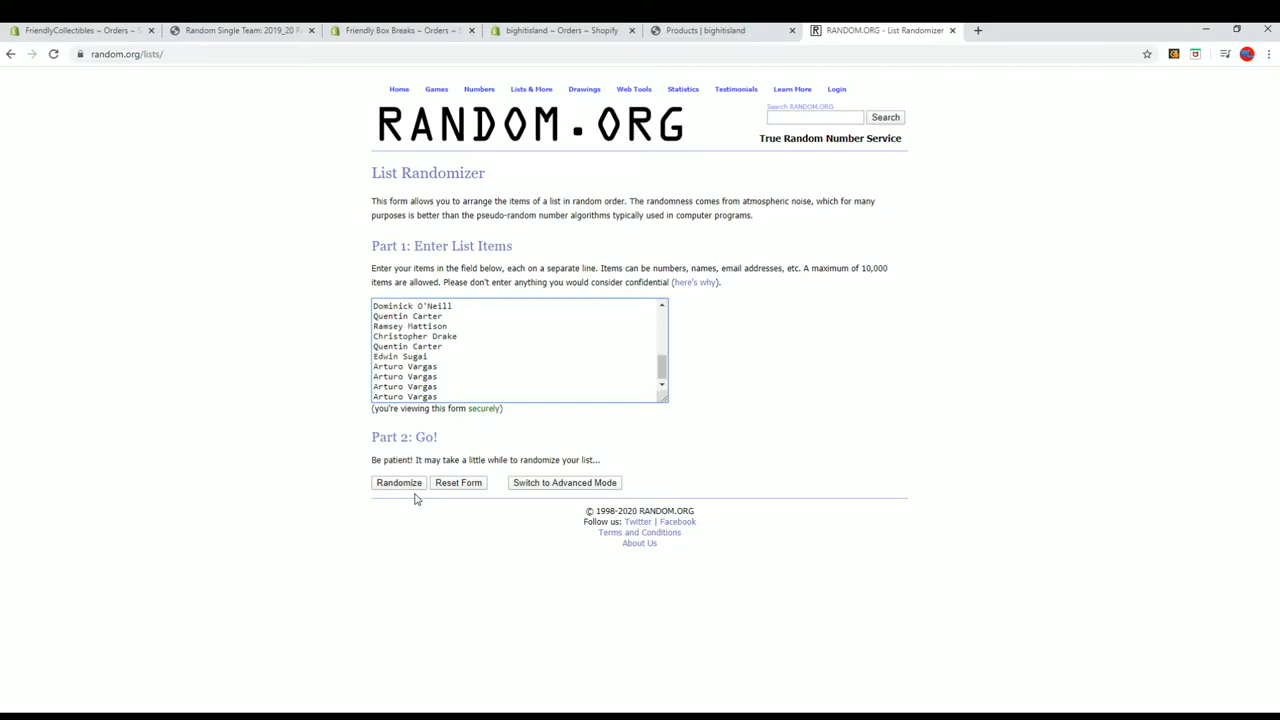 FriendlyCollectibles – Orders – S
Random Single Team: 2019_20 P
Friendly Box Breaks – Orders – S
bighitisland – Orders – Shopify
Products | bighitisland
RANDOM.ORG - List Randomizer
random.org/lists/
Home Games Numbers Lists & More Drawings Web Tools Statistics Testimonials Learn More Login
RANDOM.ORG
Search RANDOM.ORG
Search
True Random Number Service
List Randomizer
This form allows you to arrange the items of a list in random order. The randomness comes from atmospheric noise, which for many
purposes is better than the pseudo-random number algorithms typically used in computer programs.
Part 1: Enter List Items
Enter your items in the field below, each on a separate line. Items can be numbers, names, email addresses, etc. A maximum of 10,000
items are allowed. Please don't enter anything you would consider confidential (here's why).
Dominick O'Neill
Quentin Carter
Ramsey Mattison
Christopher Drake
Quentin Carter
Edwin Sugai
Arturo Vargas
Arturo Vargas
Arturo Vargas
Arturo Vargas
(you're viewing this form securely)
Part 2: Go!
Be patient! It may take a little while to randomize your list...
Randomize Reset Form Switch to Advanced Mode
© 1998-2020 RANDOM.ORG
Follow us: Twitter | Facebook
Terms and Conditions
About Us